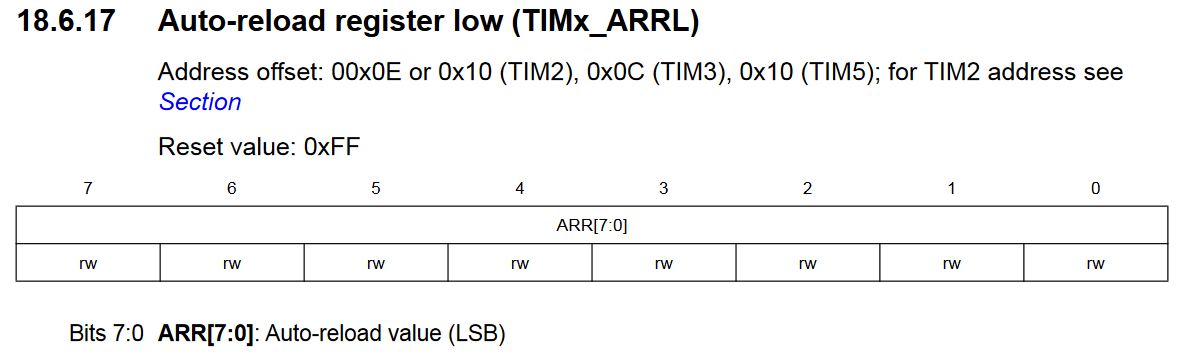 18.6.17 Auto-reload register low (TIMx_ARRL)
Address offset: 00x0E or 0x10 (TIM2), 0x0C (TIM3), 0x10 (TIM5); for TIM2 address see
Section
Reset value: 0xFF
7 6 5 4 3 2 1 0
ARR[7:0]
rw rw rw rw rw rw rw rw
Bits 7:0 ARR[7:0]: Auto-reload value (LSB)